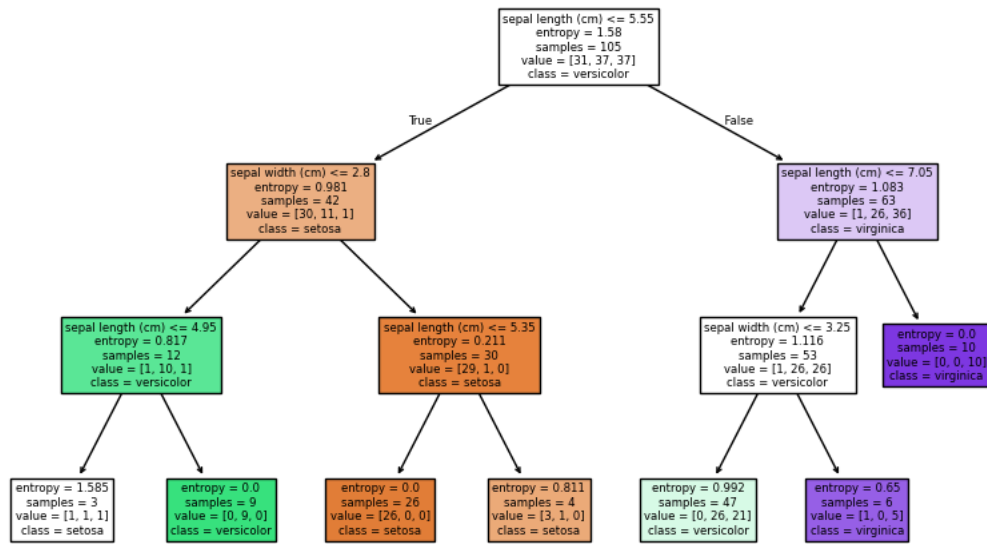 sepal length (cm) <= 5.55
entropy = 1.58
samples = 105
value = [31, 37, 37]
class = versicolor
True
False
sepal width (cm) <= 2.8
entropy = 0.981
samples = 42
value = [30, 11, 1]
class = setosa
sepal length (cm) <= 7.05
entropy = 1.083
samples = 63
value = [1, 26, 36]
class = virginica
sepal length (cm) <= 4.95
entropy = 0.817
samples = 12
value = [1, 10, 1]
class = versicolor
sepal length (cm) <= 5.35
entropy = 0.211
samples = 30
value = [29, 1, 0]
class = setosa
sepal width (cm) <= 3.25
entropy = 1.116
samples = 53
value = [1, 26, 26]
class = versicolor
entropy = 0.0
samples = 10
value = [0, 0, 10]
class = virginica
entropy = 1.585
samples = 3
value = [1, 1, 1]
class = setosa
entropy = 0.0
samples = 9
value = [0, 9, 0]
class = versicolor
entropy = 0.0
samples = 26
value = [26, 0, 0]
class = setosa
entropy = 0.811
samples = 4
value = [3, 1, 0]
class = setosa
entropy = 0.992
samples = 47
value = [0, 26, 21]
class = versicolor
entropy = 0.65
samples = 6
value = [1, 0, 5]
class = virginica